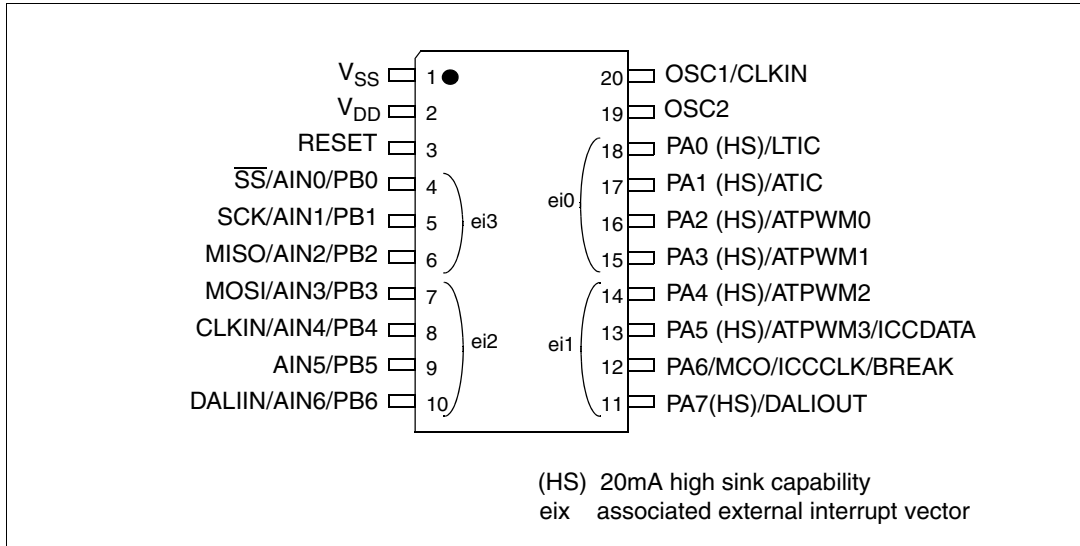 VSS 1
VDD 2
RESET 3
S̅S̅/AIN0/PB0 4
SCK/AIN1/PB1 5
MISO/AIN2/PB2 6
MOSI/AIN3/PB3 7
CLKIN/AIN4/PB4 8
AIN5/PB5 9
DALIIN/AIN6/PB6 10
ei3
ei2
ei0
ei1
20 OSC1/CLKIN
19 OSC2
18 PA0 (HS)/LTIC
17 PA1 (HS)/ATIC
16 PA2 (HS)/ATPWM0
15 PA3 (HS)/ATPWM1
14 PA4 (HS)/ATPWM2
13 PA5 (HS)/ATPWM3/ICCDATA
12 PA6/MCO/ICCCLK/BREAK
11 PA7(HS)/DALIOUT
(HS) 20mA high sink capability
eix associated external interrupt vector